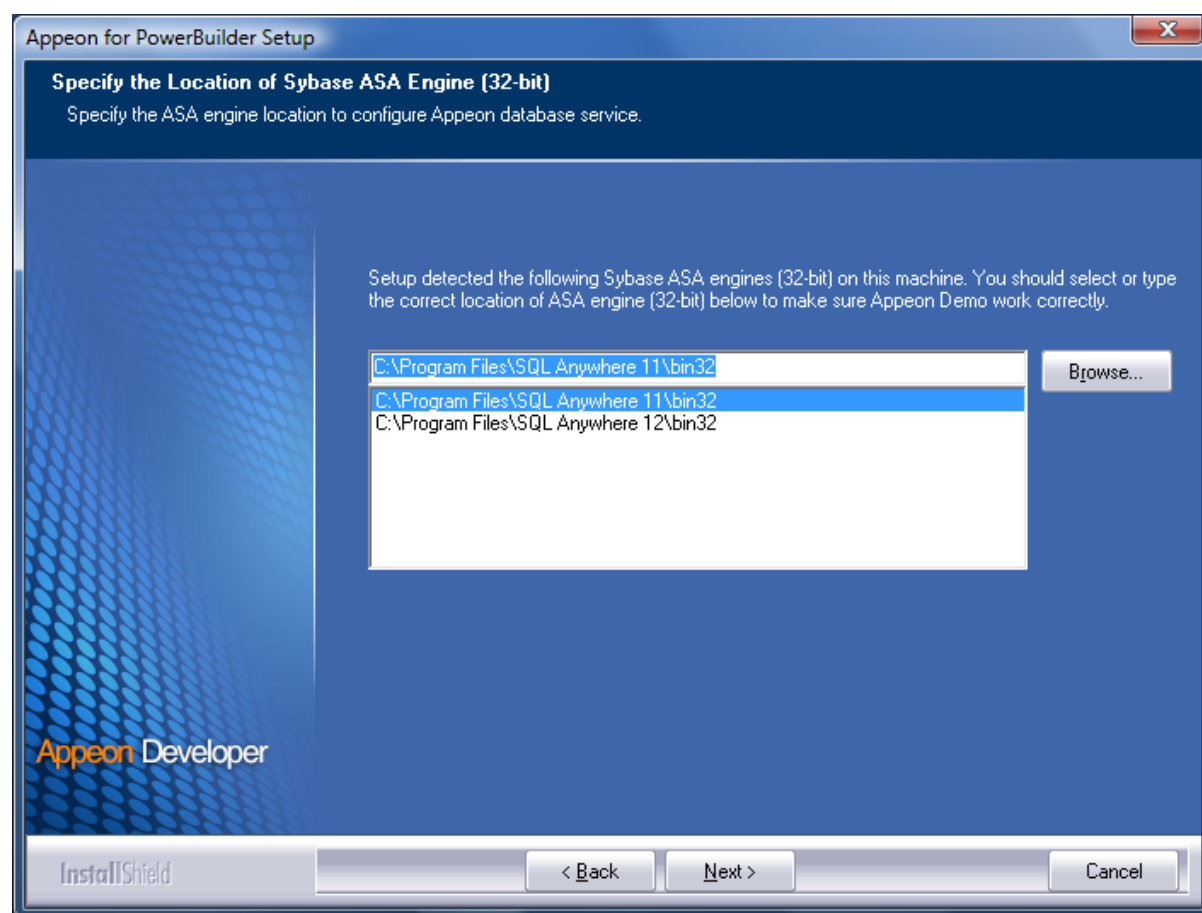 Appeon for PowerBuilder Setup
Specify the Location of Sybase ASA Engine (32-bit)
Specify the ASA engine location to configure Appeon database service.
Setup detected the following Sybase ASA engines (32-bit) on this machine. You should select or type
the correct location of ASA engine (32-bit) below to make sure Appeon Demo work correctly.
C:\Program Files\SQL Anywhere 11\bin32
Browse...
C:\Program Files\SQL Anywhere 11\bin32
C:\Program Files\SQL Anywhere 12\bin32
Appeon Developer
InstallShield
< Back
Next >
Cancel